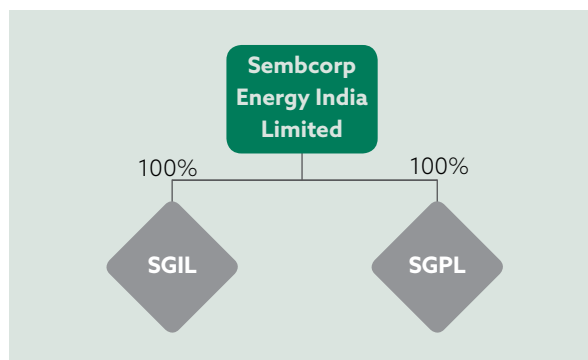 Sembcorp
Energy India
Limited
100%
100%
SGIL
SGPL